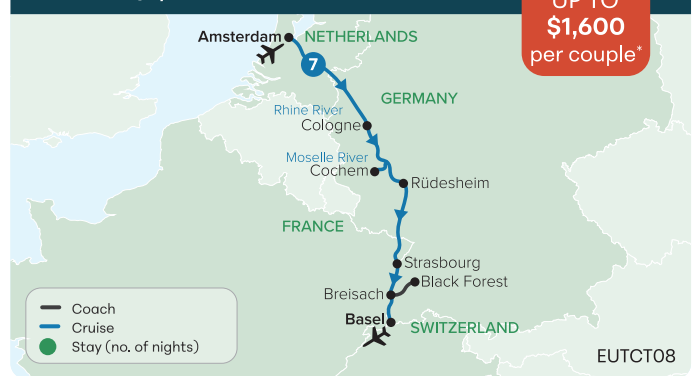 UP TO
$1,600
per couple*
Amsterdam
NETHERLANDS
7
GERMANY
Rhine River
Cologne
Moselle River
Cochem
Rüdesheim
FRANCE
Strasbourg
Black Forest
Breisach
Basel
SWITZERLAND
Coach
Cruise
Stay (no. of nights)
EUTCT08